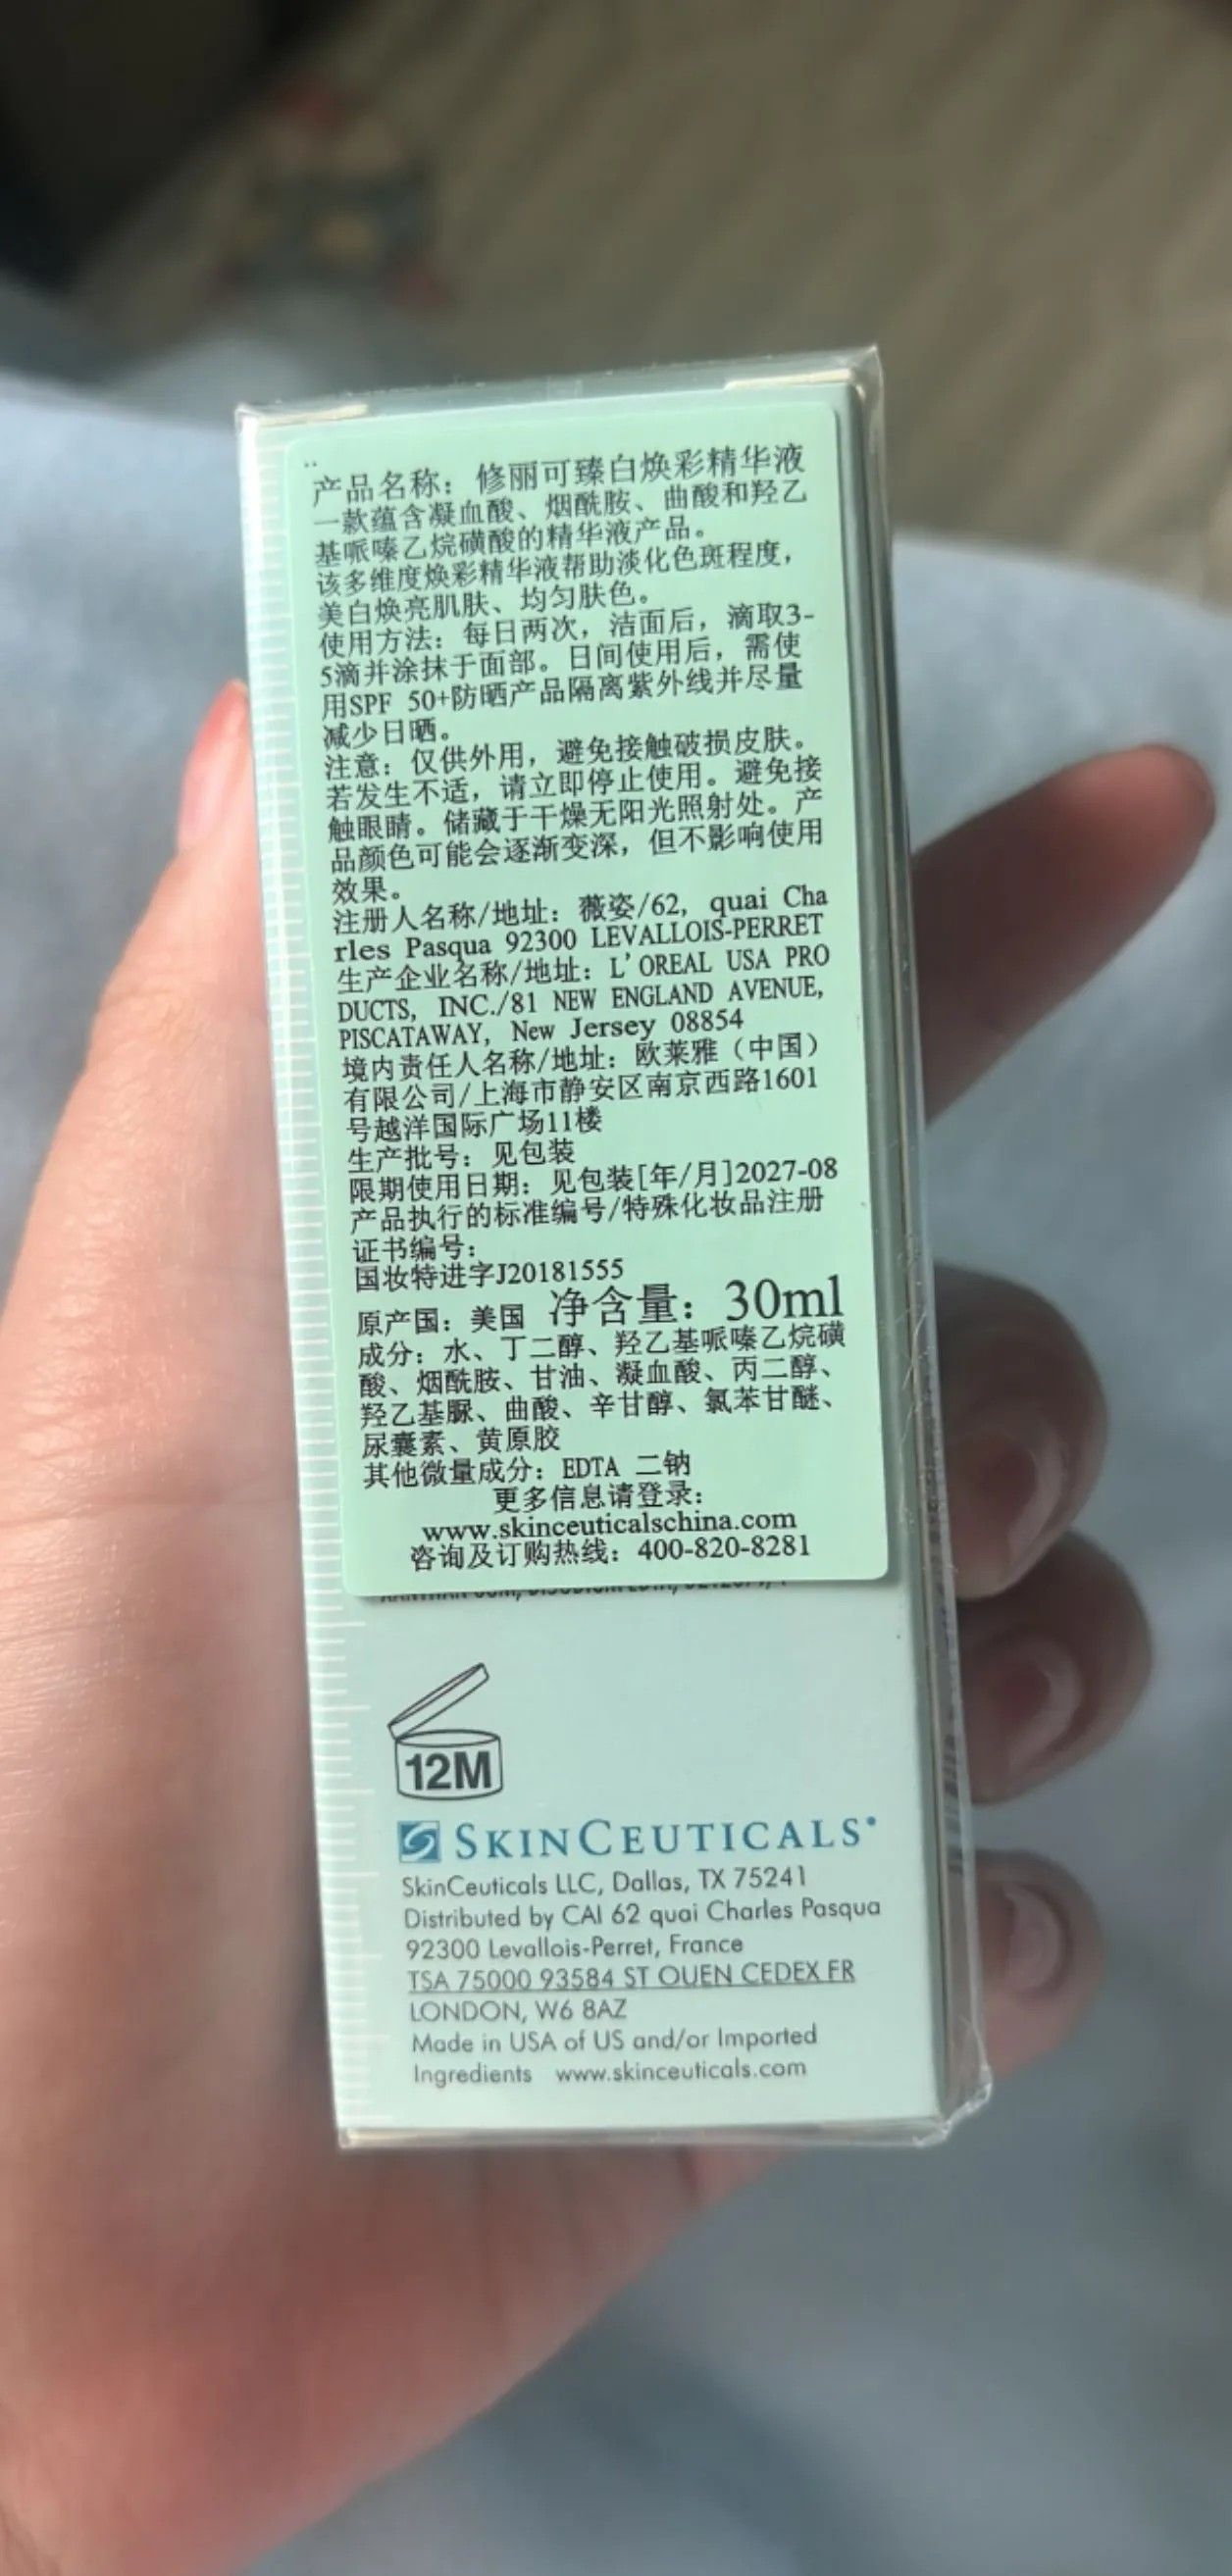 产品名称：修丽可臻白焕彩精华液
一款蕴含凝血酸、烟酰胺、曲酸和羟乙
基哌嗪乙烷磺酸的精华液产品。
该多维度焕彩精华液帮助淡化色斑程度，
美白焕亮肌肤、均匀肤色。
使用方法：每日两次，洁面后，滴取3-
5滴并涂抹于面部。日间使用后，需使
用SPF 50+防晒产品隔离紫外线并尽量
减少日晒。
注意：仅供外用，避免接触破损皮肤。
若发生不适，请立即停止使用。避免接
触眼睛。储藏于干燥无阳光照射处。产
品颜色可能会逐渐变深，但不影响使用
效果。
注册人名称/地址：薇姿/62, quai Cha
rles Pasqua 92300 LEVALLOIS-PERRET
生产企业名称/地址：L'OREAL USA PRO
DUCTS, INC./81 NEW ENGLAND AVENUE,
PISCATAWAY, New Jersey 08854
境内责任人名称/地址：欧莱雅（中国）
有限公司/上海市静安区南京西路1601
号越洋国际广场11楼
生产批号：见包装
限期使用日期：见包装[年/月]2027-08
产品执行的标准编号/特殊化妆品注册
证书编号：
国妆特进字J20181555
原产国：美国 净含量：30ml
成分：水、丁二醇、羟乙基哌嗪乙烷磺
酸、烟酰胺、甘油、凝血酸、丙二醇、
羟乙基脲、曲酸、辛甘醇、氯苯甘醚、
尿囊素、黄原胶
其他微量成分：EDTA 二钠
更多信息请登录：
www.skinceuticalschina.com
咨询及订购热线：400-820-8281
12M
SKINCEUTICALS
SkinCeuticals LLC, Dallas, TX 75241
Distributed by CAI 62 quai Charles Pasqua
92300 Levallois-Perret, France
TSA 75000 93584 ST OUEN CEDEX FR
LONDON, W6 8AZ
Made in USA of US and/or Imported
Ingredients www.skinceuticals.com